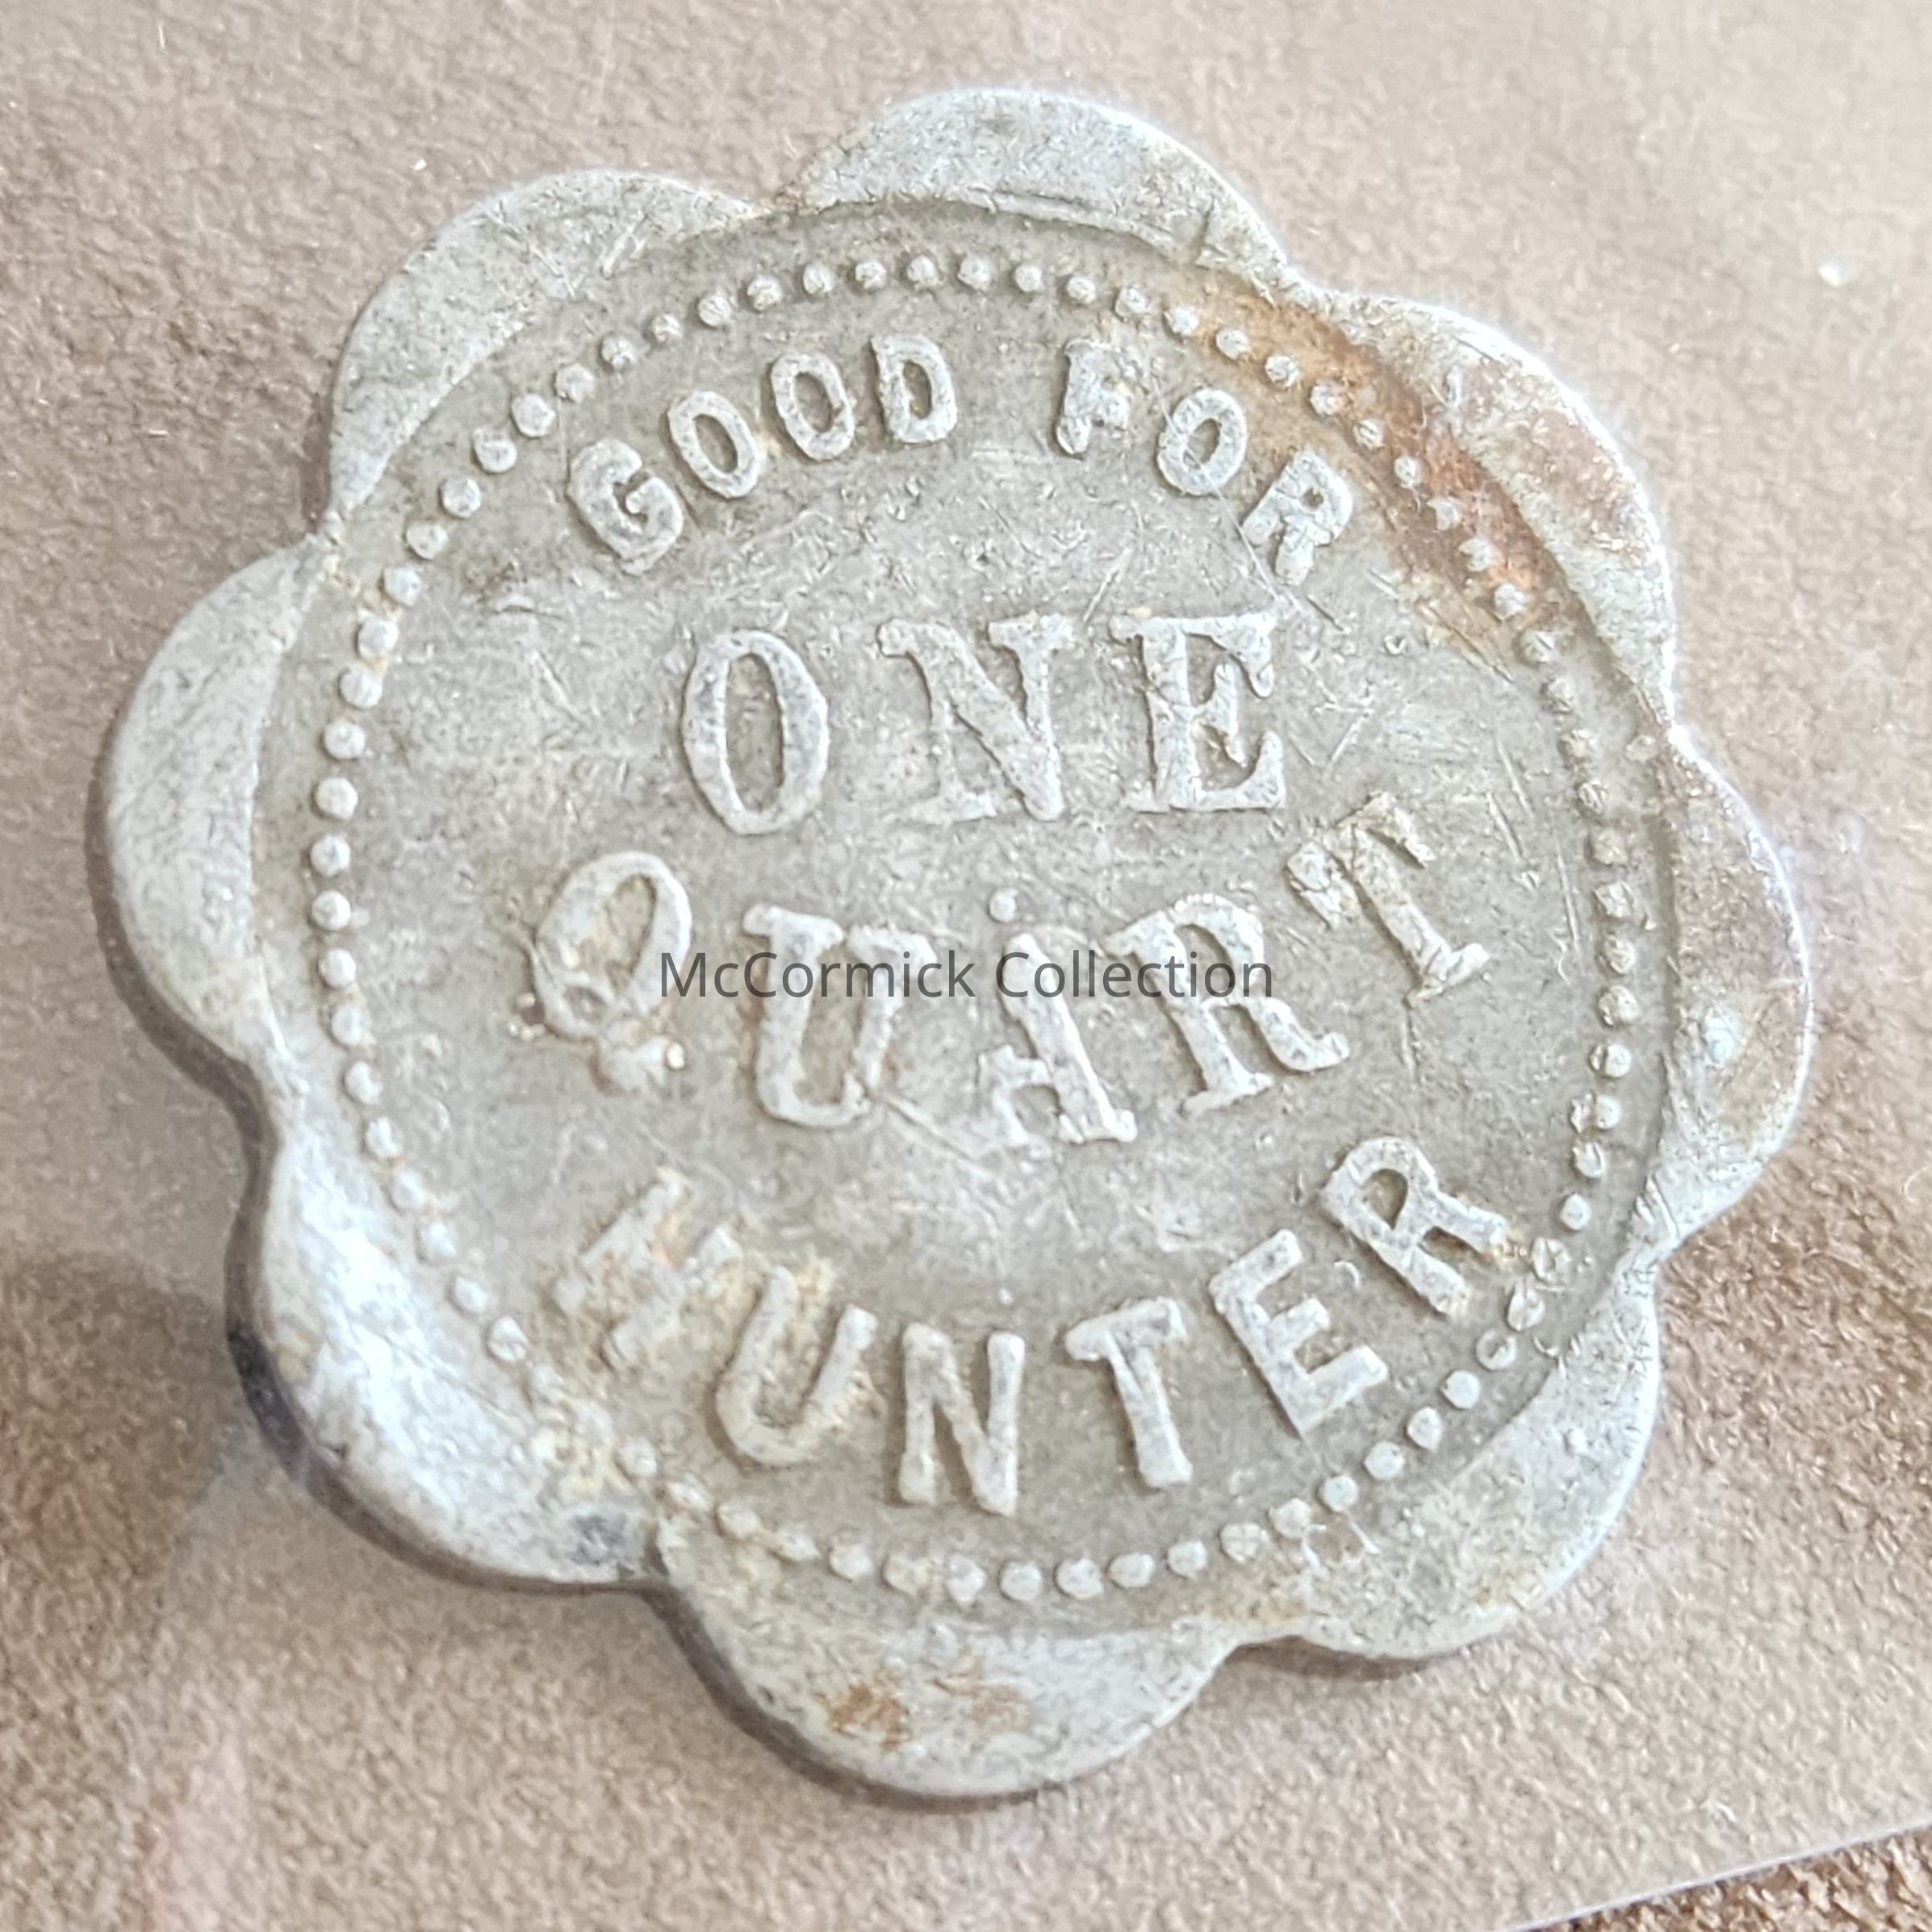 GOOD FOR
ONE
QUART
McCormick Collection
HUNTER